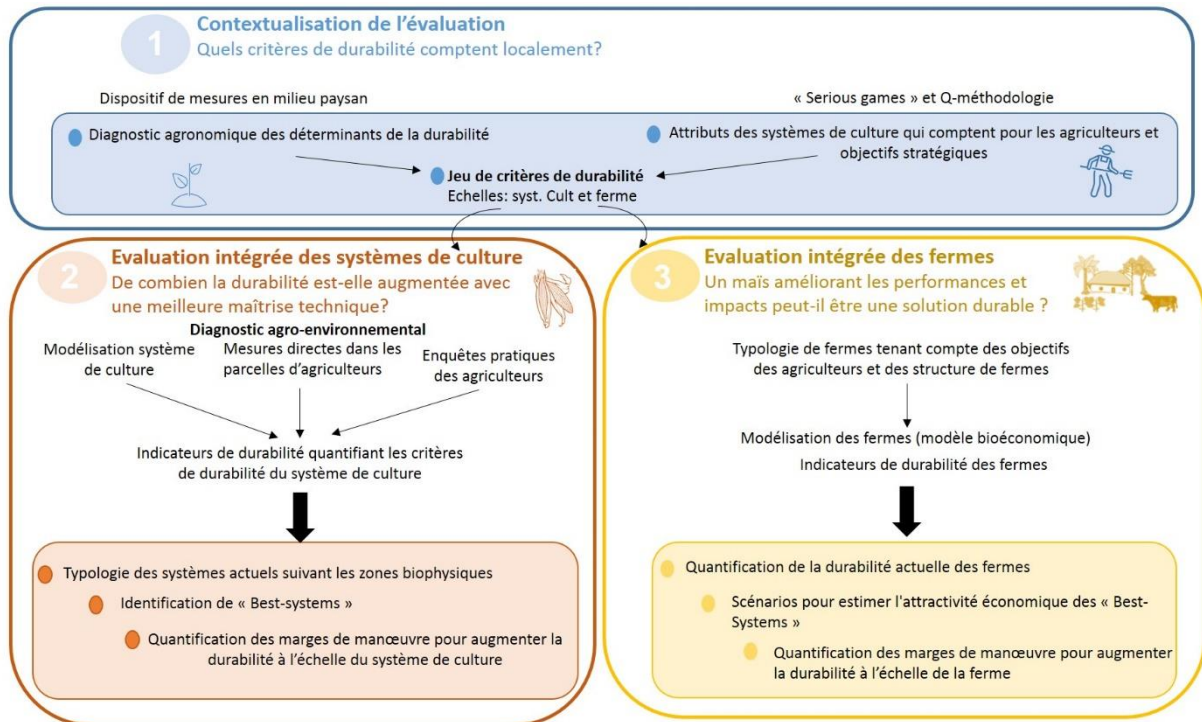 1
Contextualisation de l'évaluation
Quels critères de durabilité comptent localement?
Dispositif de mesures en milieu paysan
« Serious games » et Q-méthodologie
Diagnostic agronomique des déterminants de la durabilité
Attributs des systèmes de culture qui comptent pour les agriculteurs et
objectifs stratégiques
Jeu de critères de durabilité
Echelles: syst. Cult et ferme
2
Evaluation intégrée des systèmes de culture
De combien la durabilité est-elle augmentée avec
une meilleure maîtrise technique?
Diagnostic agro-environnemental
Modélisation système
de culture
Mesures directes dans les
parcelles d'agriculteurs
Enquêtes pratiques
des agriculteurs
Indicateurs de durabilité quantifiant les critères
de durabilité du système de culture
Typologie des systèmes actuels suivant les zones biophysiques
Identification de « Best-systems »
Quantification des marges de manœuvre pour augmenter la
durabilité à l'échelle du système de culture
3
Evaluation intégrée des fermes
Un maïs améliorant les performances et
impacts peut-il être une solution durable ?
Typologie de fermes tenant compte des objectifs
des agriculteurs et des structure de fermes
Modélisation des fermes (modèle bioéconomique)
Indicateurs de durabilité des fermes
Quantification de la durabilité actuelle des fermes
Scénarios pour estimer l'attractivité économique des « Best-
Systems »
Quantification des marges de manœuvre pour augmenter
la durabilité à l'échelle de la ferme